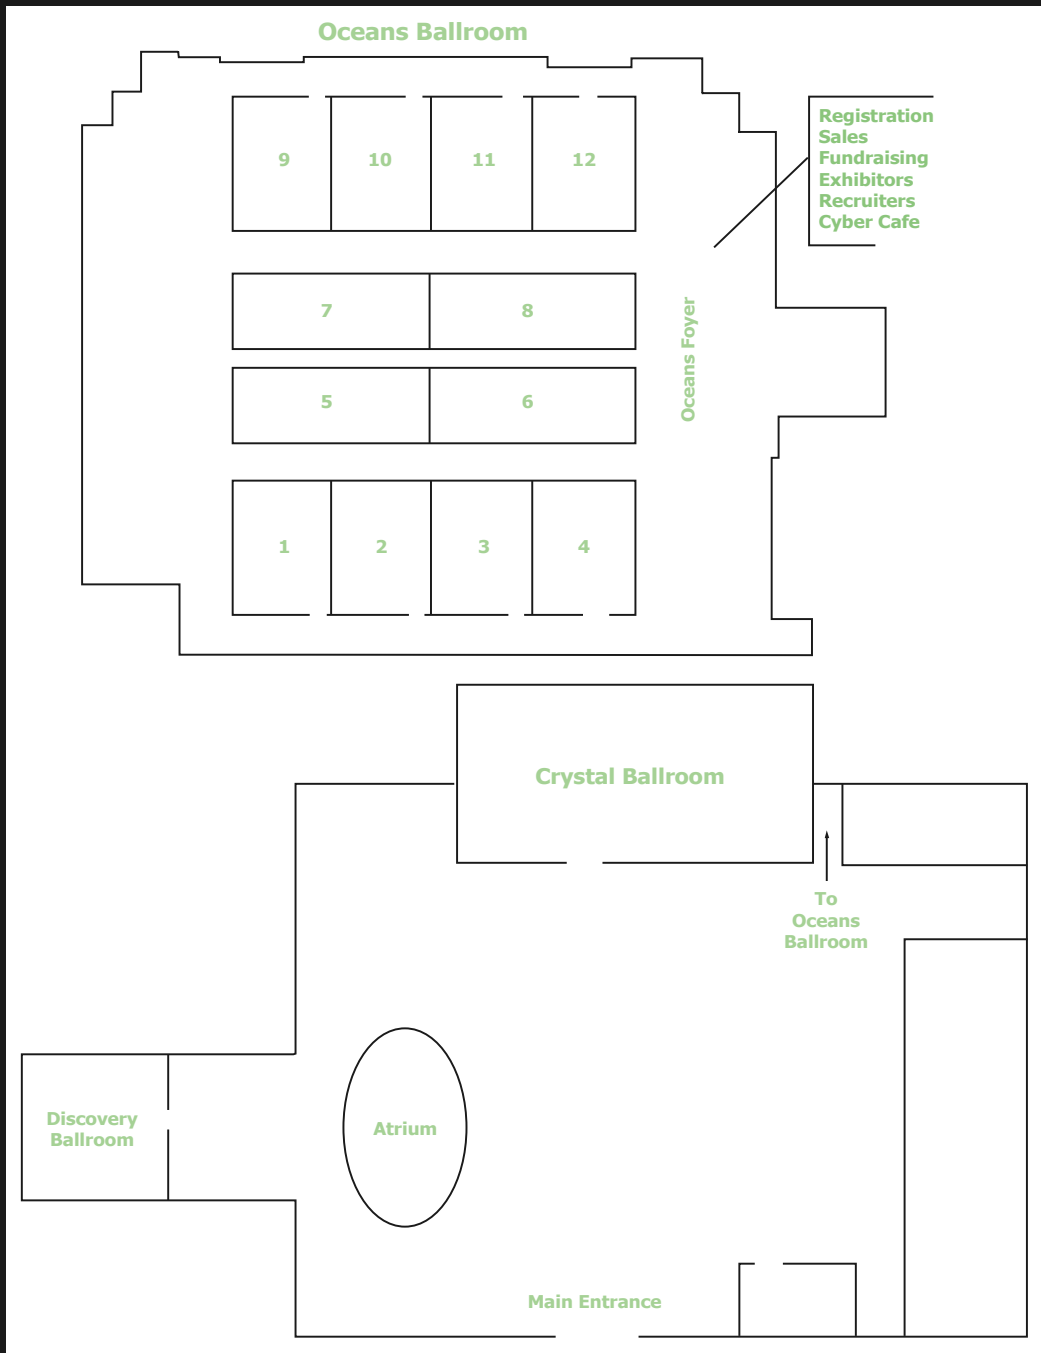 Oceans Ballroom
Registration
Sales
Fundraising
Exhibitors
Recruiters
Cyber Cafe
9
10
11
12
7
8
Oceans Foyer
5
6
1
2
3
4
Crystal Ballroom
To
Oceans
Ballroom
Discovery
Ballroom
Atrium
Main Entrance